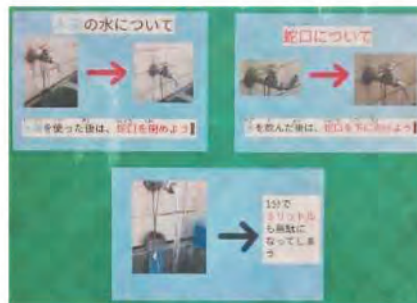 の水について
を使った後は、蛇口を閉めよう
蛇口について
を飲んだ後は、蛇口を下に向けよう
1分で
リットル
も無駄に
なってしま
う